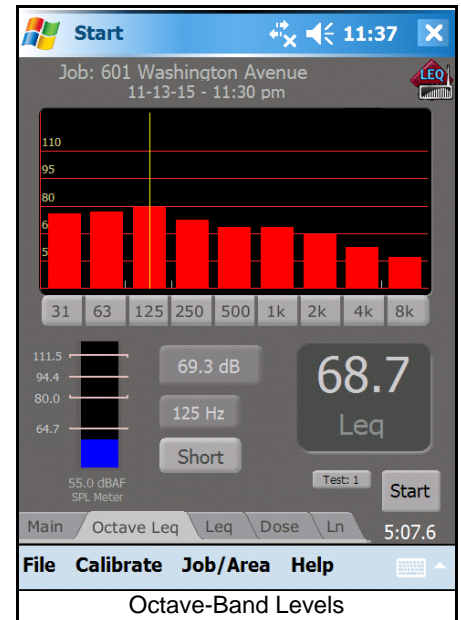 Start 11:37
Job: 601 Washington Avenue
11-13-15 - 11:30 pm
LEQ
110
95
80
6
5
31 63 125 250 500 1k 2k 4k 8k
111.5
94.4
80.0
64.7
55.0 dBAF
SPL Meter
69.3 dB
125 Hz
Short
68.7
Leq
Test: 1
Start
Main Octave Leq Leq Dose Ln 5:07.6
File Calibrate Job/Area Help
Octave-Band Levels